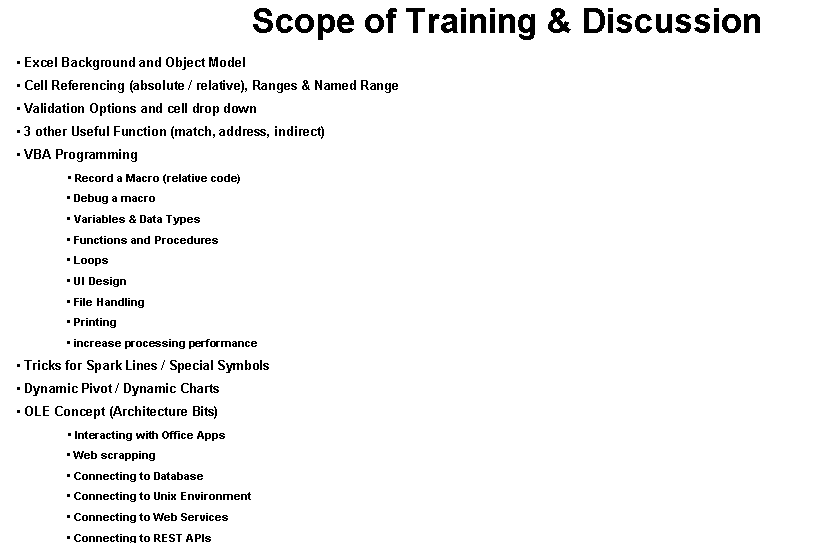 Scope of Training & Discussion
• Excel Background and Object Model
• Cell Referencing (absolute / relative), Ranges & Named Range
• Validation Options and cell drop down
• 3 other Useful Function (match, address, indirect)
• VBA Programming
• Record a Macro (relative code)
• Debug a macro
• Variables & Data Types
• Functions and Procedures
• Loops
• UI Design
• File Handling
• Printing
• increase processing performance
• Tricks for Spark Lines / Special Symbols
• Dynamic Pivot / Dynamic Charts
• OLE Concept (Architecture Bits)
• Interacting with Office Apps
• Web scrapping
• Connecting to Database
• Connecting to Unix Environment
• Connecting to Web Services
• Connecting to REST APIs